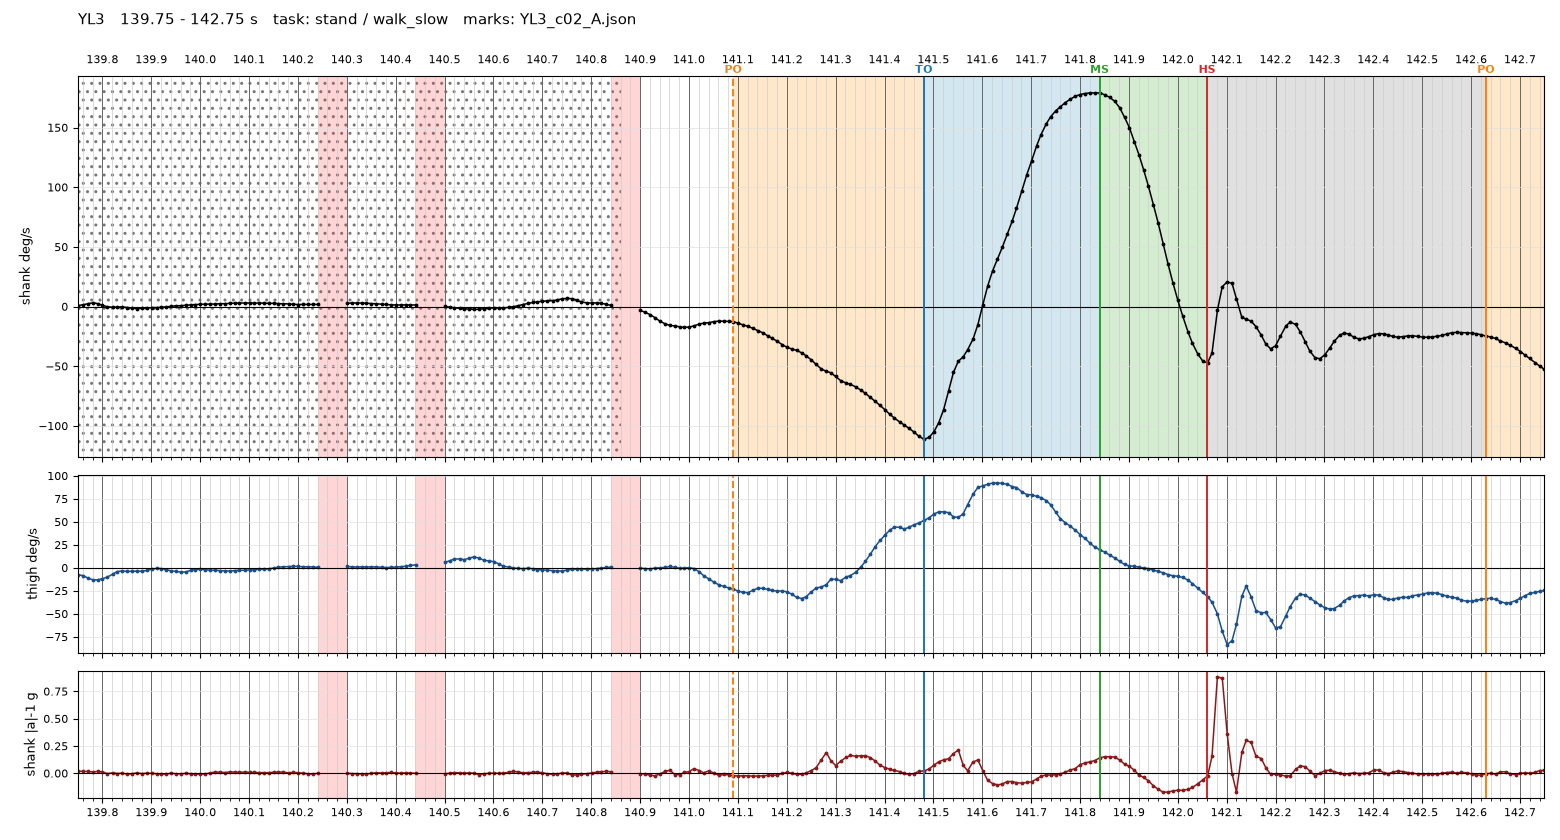 YL3   139.75 - 142.75 s   task: stand / walk_slow   marks: YL3_c02_A.json
139.8 139.9 140.0 140.1 140.2 140.3 140.4 140.5 140.6 140.7 140.8 140.9 141.0 141.1 141.2 141.3 141.4 141.5 141.6 141.7 141.8 141.9 142.0 142.1 142.2 142.3 142.4 142.5 142.6 142.7
PO TO MS HS PO
shank deg/s
150
100
50
0
−50
−100
thigh deg/s
100
75
50
25
0
−25
−50
−75
shank |a|-1 g
0.75
0.50
0.25
0.00
139.8 139.9 140.0 140.1 140.2 140.3 140.4 140.5 140.6 140.7 140.8 140.9 141.0 141.1 141.2 141.3 141.4 141.5 141.6 141.7 141.8 141.9 142.0 142.1 142.2 142.3 142.4 142.5 142.6 142.7